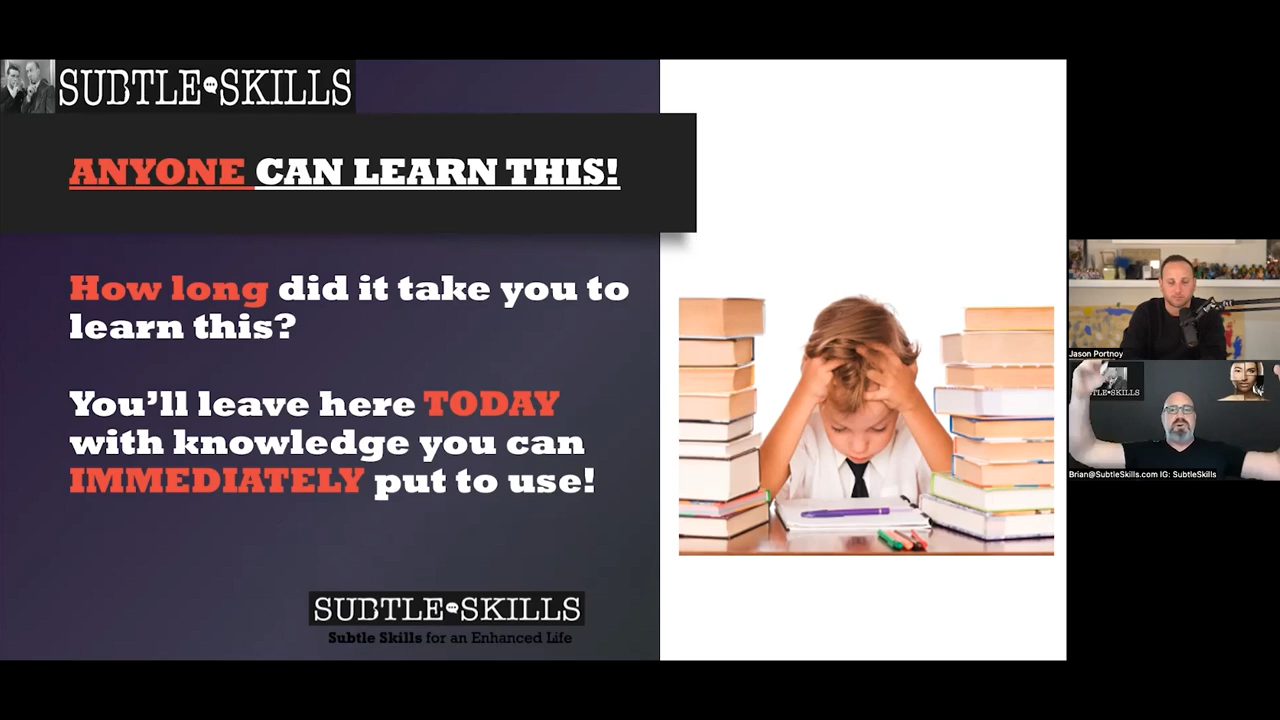 SUBTLE SKILLS
ANYONE CAN LEARN THIS!
How long did it take you to
learn this?
You'll leave here TODAY
with knowledge you can
IMMEDIATELY put to use!
SUBTLE SKILLS
Subtle Skills for an Enhanced Life
Jason Portnoy
TLE SKILLS
Brian@SubtleSkills.com IG: SubtleSkills